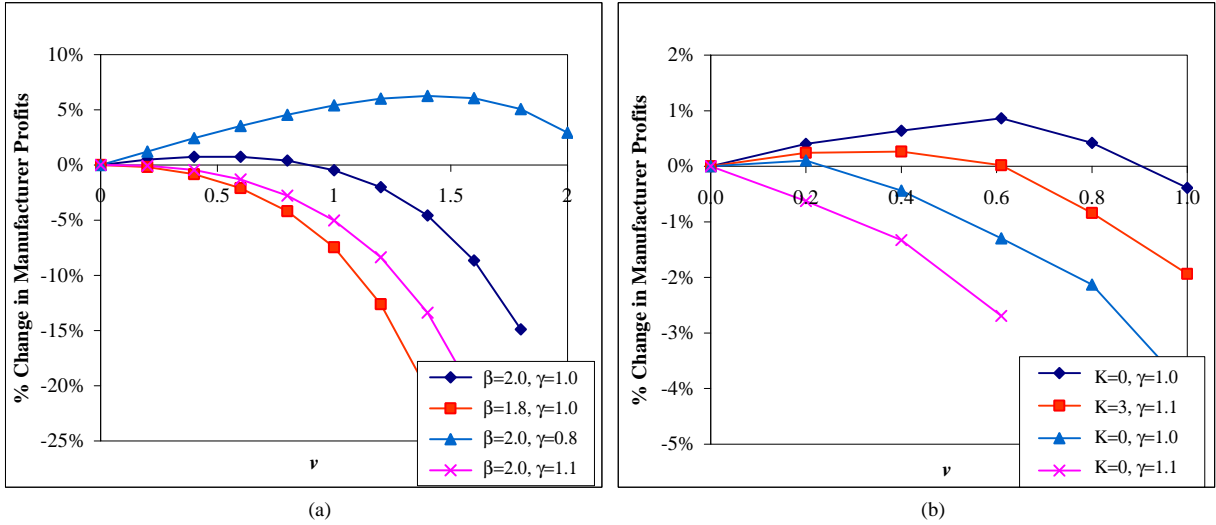 % Change in Manufacturer Profits
10%
5%
0%
-5%
-10%
-15%
-20%
-25%
0
0.5
1
1.5
2
v
β=2.0, γ=1.0
β=1.8, γ=1.0
β=2.0, γ=0.8
β=2.0, γ=1.1
(a)
% Change in Manufacturer Profits
2%
1%
0%
-1%
-2%
-3%
-4%
-5%
0.0
0.2
0.4
0.6
0.8
1.0
v
K=0, γ=1.0
K=3, γ=1.1
K=0, γ=1.0
K=0, γ=1.1
(b)